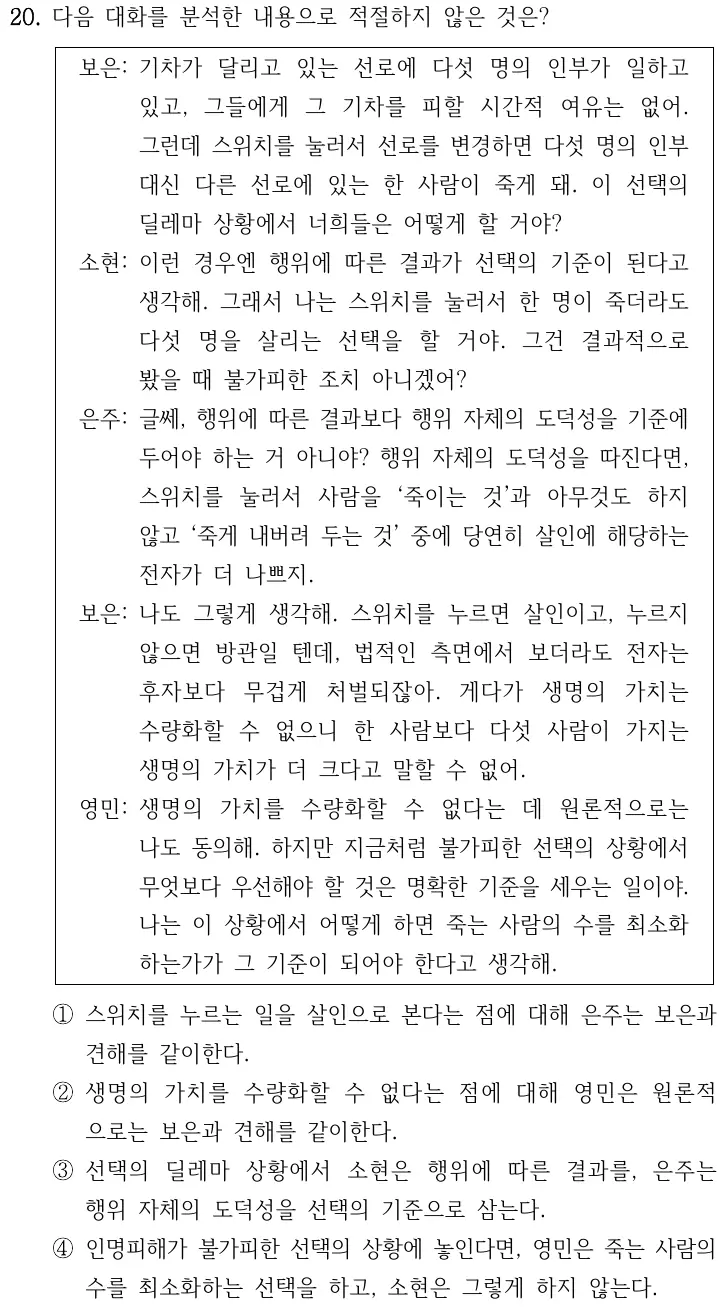 20. 다음 대화를 분석한 내용으로 적절하지 않은 것은?
보은: 기차가 달리고 있는 선로에 다섯 명의 인부가 일하고
있고, 그들에게 그 기차를 피할 시간적 여유는 없어.
그런데 스위치를 눌러서 선로를 변경하면 다섯 명의 인부
대신 다른 선로에 있는 한 사람이 죽게 돼. 이 선택의
딜레마 상황에서 너희들은 어떻게 할 거야?
소현: 이런 경우엔 행위에 따른 결과가 선택의 기준이 된다고
생각해. 그래서 나는 스위치를 눌러서 한 명이 죽더라도
다섯 명을 살리는 선택을 할 거야. 그건 결과적으로
봤을 때 불가피한 조치 아니겠어?
은주: 글쎄, 행위에 따른 결과보다 행위 자체의 도덕성을 기준에
두어야 하는 거 아니야? 행위 자체의 도덕성을 따진다면,
스위치를 눌러서 사람을 ‘죽이는 것’과 아무것도 하지
않고 ‘죽게 내버려 두는 것’ 중에 당연히 살인에 해당하는
전자가 더 나쁘지.
보은: 나도 그렇게 생각해. 스위치를 누르면 살인이고, 누르지
않으면 방관일 텐데, 법적인 측면에서 보더라도 전자는
후자보다 무겁게 처벌되잖아. 게다가 생명의 가치는
수량화할 수 없으니 한 사람보다 다섯 사람이 가지는
생명의 가치가 더 크다고 말할 수 없어.
영민: 생명의 가치를 수량화할 수 없다는 데 원론적으로는
나도 동의해. 하지만 지금처럼 불가피한 선택의 상황에서
무엇보다 우선해야 할 것은 명확한 기준을 세우는 일이야.
나는 이 상황에서 어떻게 하면 죽는 사람의 수를 최소화
하는가가 그 기준이 되어야 한다고 생각해.
① 스위치를 누르는 일을 살인으로 본다는 점에 대해 은주는 보은과
견해를 같이한다.
② 생명의 가치를 수량화할 수 없다는 점에 대해 영민은 원론적
으로는 보은과 견해를 같이한다.
③ 선택의 딜레마 상황에서 소현은 행위에 따른 결과를, 은주는
행위 자체의 도덕성을 선택의 기준으로 삼는다.
④ 인명피해가 불가피한 선택의 상황에 놓인다면, 영민은 죽는 사람의
수를 최소화하는 선택을 하고, 소현은 그렇게 하지 않는다.